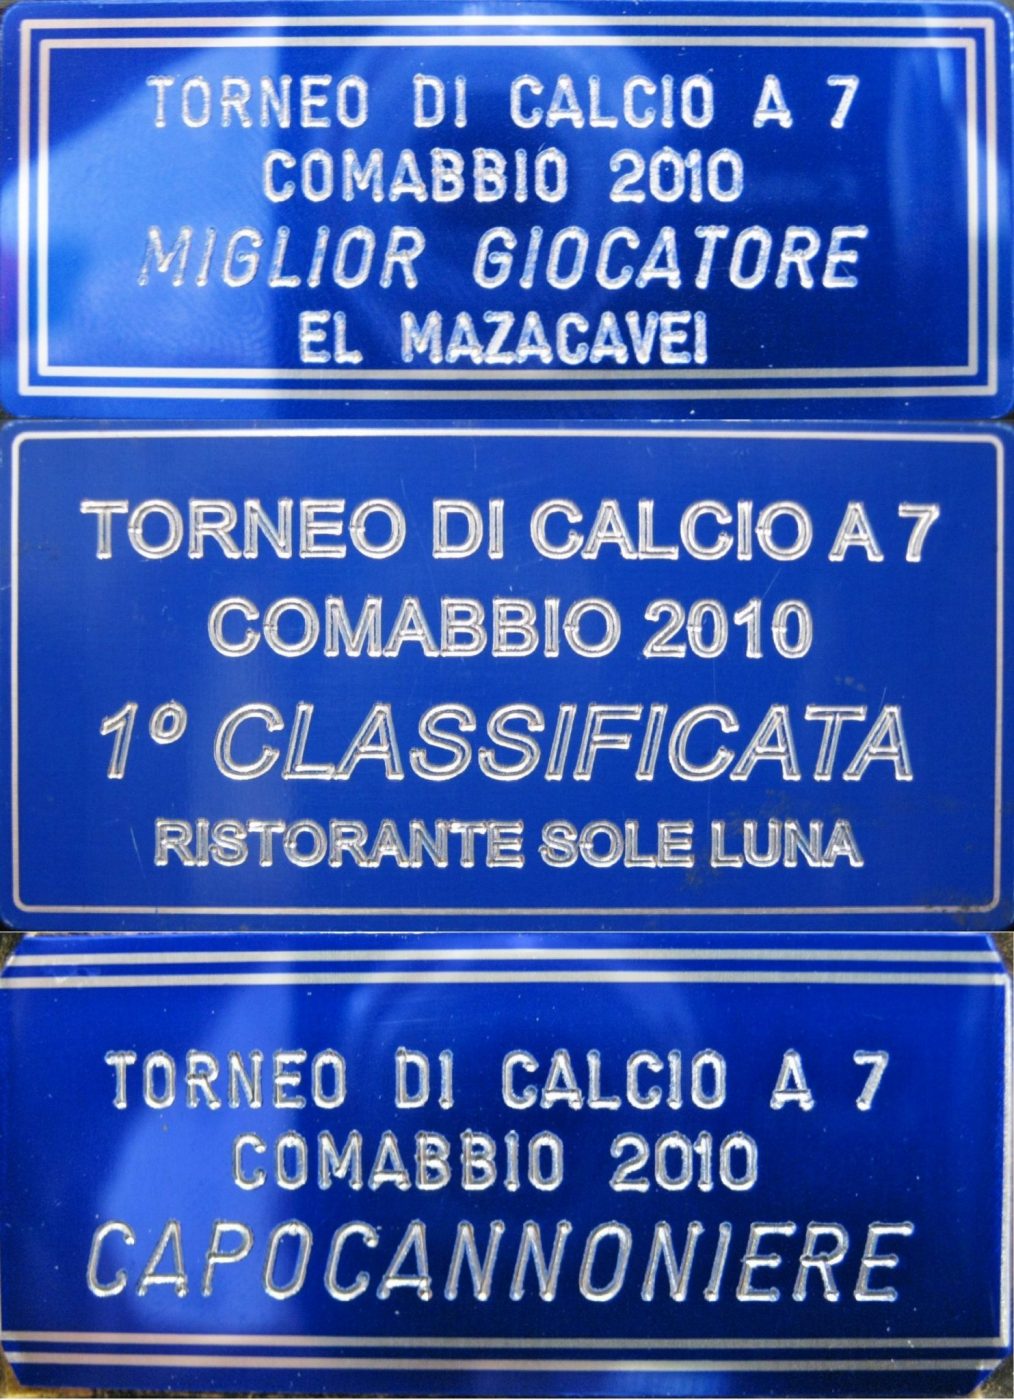 TORNEO DI CALCIO A 7
COMABBIO 2010
MIGLIOR GIOCATORE
EL MAZACAVEI
TORNEO DI CALCIO A 7
COMABBIO 2010
1º CLASSIFICATA
RISTORANTE SOLE LUNA
TORNEO DI CALCIO A 7
COMABBIO 2010
CAPOCANNONIERE